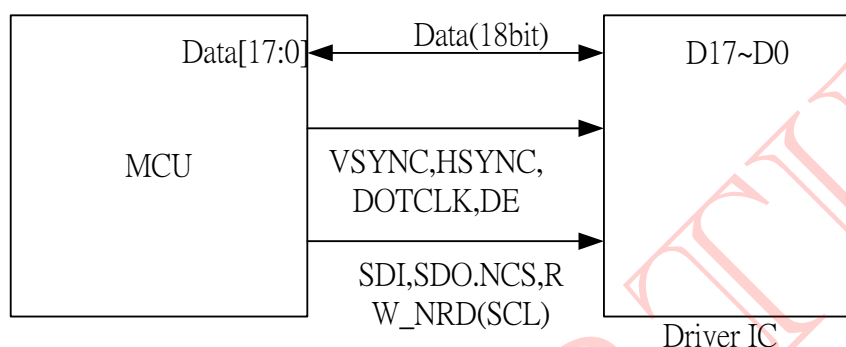 Data(18bit)
Data[17:0]
D17~D0
MCU
VSYNC,HSYNC,
DOTCLK,DE
SDI,SDO.NCS,R
W_NRD(SCL)
Driver IC